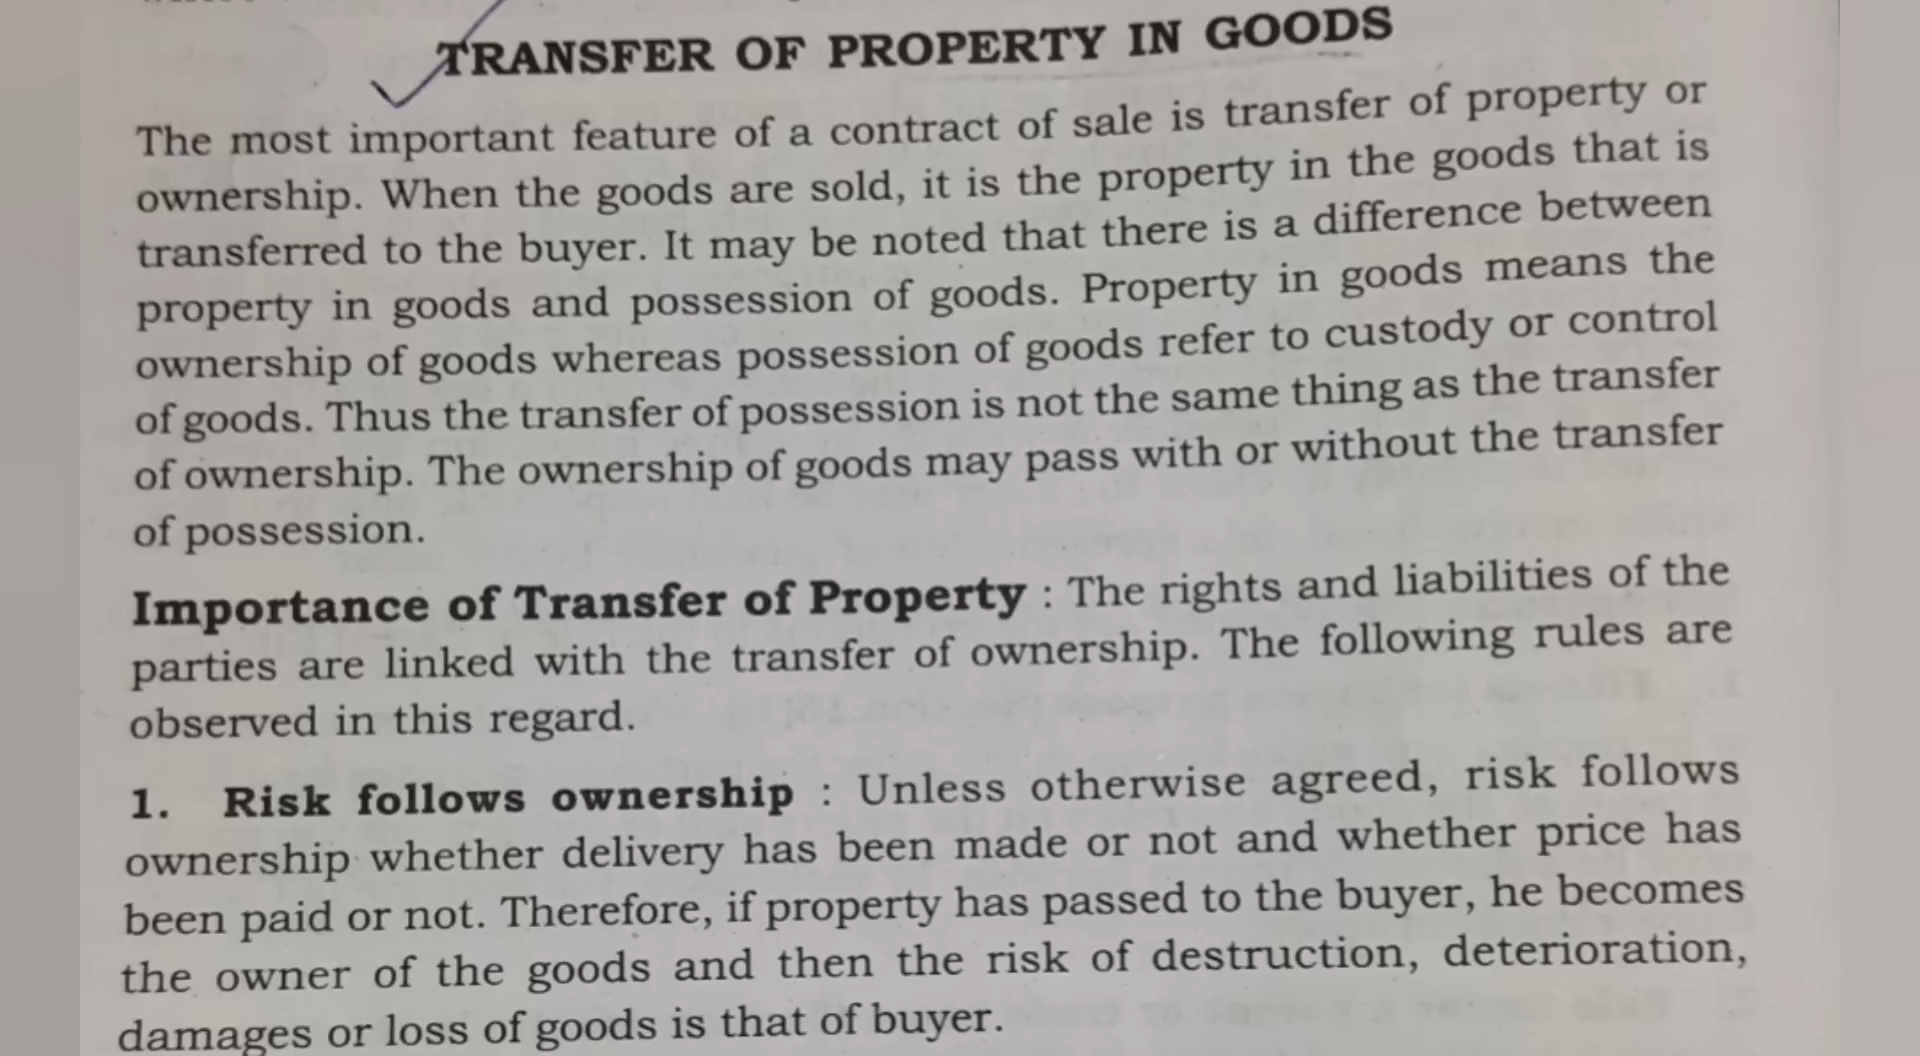 TRANSFER OF PROPERTY IN GOODS
The most important feature of a contract of sale is transfer of property or
ownership. When the goods are sold, it is the property in the goods that is
transferred to the buyer. It may be noted that there is a difference between
property in goods and possession of goods. Property in goods means the
ownership of goods whereas possession of goods refer to custody or control
of goods. Thus the transfer of possession is not the same thing as the transfer
of ownership. The ownership of goods may pass with or without the transfer
of possession.
Importance of Transfer of Property : The rights and liabilities of the
parties are linked with the transfer of ownership. The following rules are
observed in this regard.
1. Risk follows ownership : Unless otherwise agreed, risk follows
ownership whether delivery has been made or not and whether price has
been paid or not. Therefore, if property has passed to the buyer, he becomes
the owner of the goods and then the risk of destruction, deterioration,
damages or loss of goods is that of buyer.